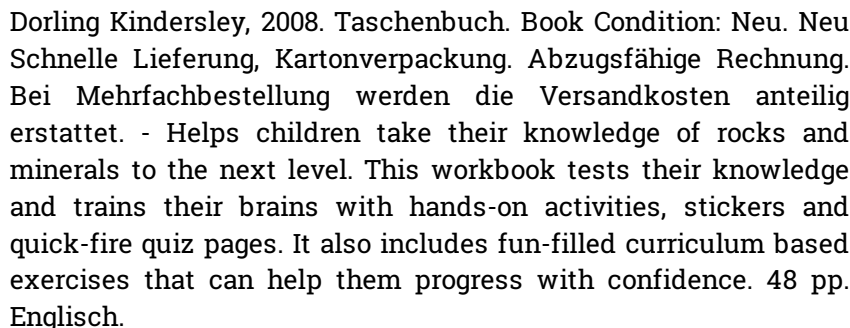 Dorling Kindersley, 2008. Taschenbuch. Book Condition: Neu. Neu
Schnelle Lieferung, Kartonverpackung. Abzugsfähige Rechnung.
Bei Mehrfachbestellung werden die Versandkosten anteilig
erstattet. - Helps children take their knowledge of rocks and
minerals to the next level. This workbook tests their knowledge
and trains their brains with hands-on activities, stickers and
quick-fire quiz pages. It also includes fun-filled curriculum based
exercises that can help them progress with confidence. 48 pp.
Englisch.